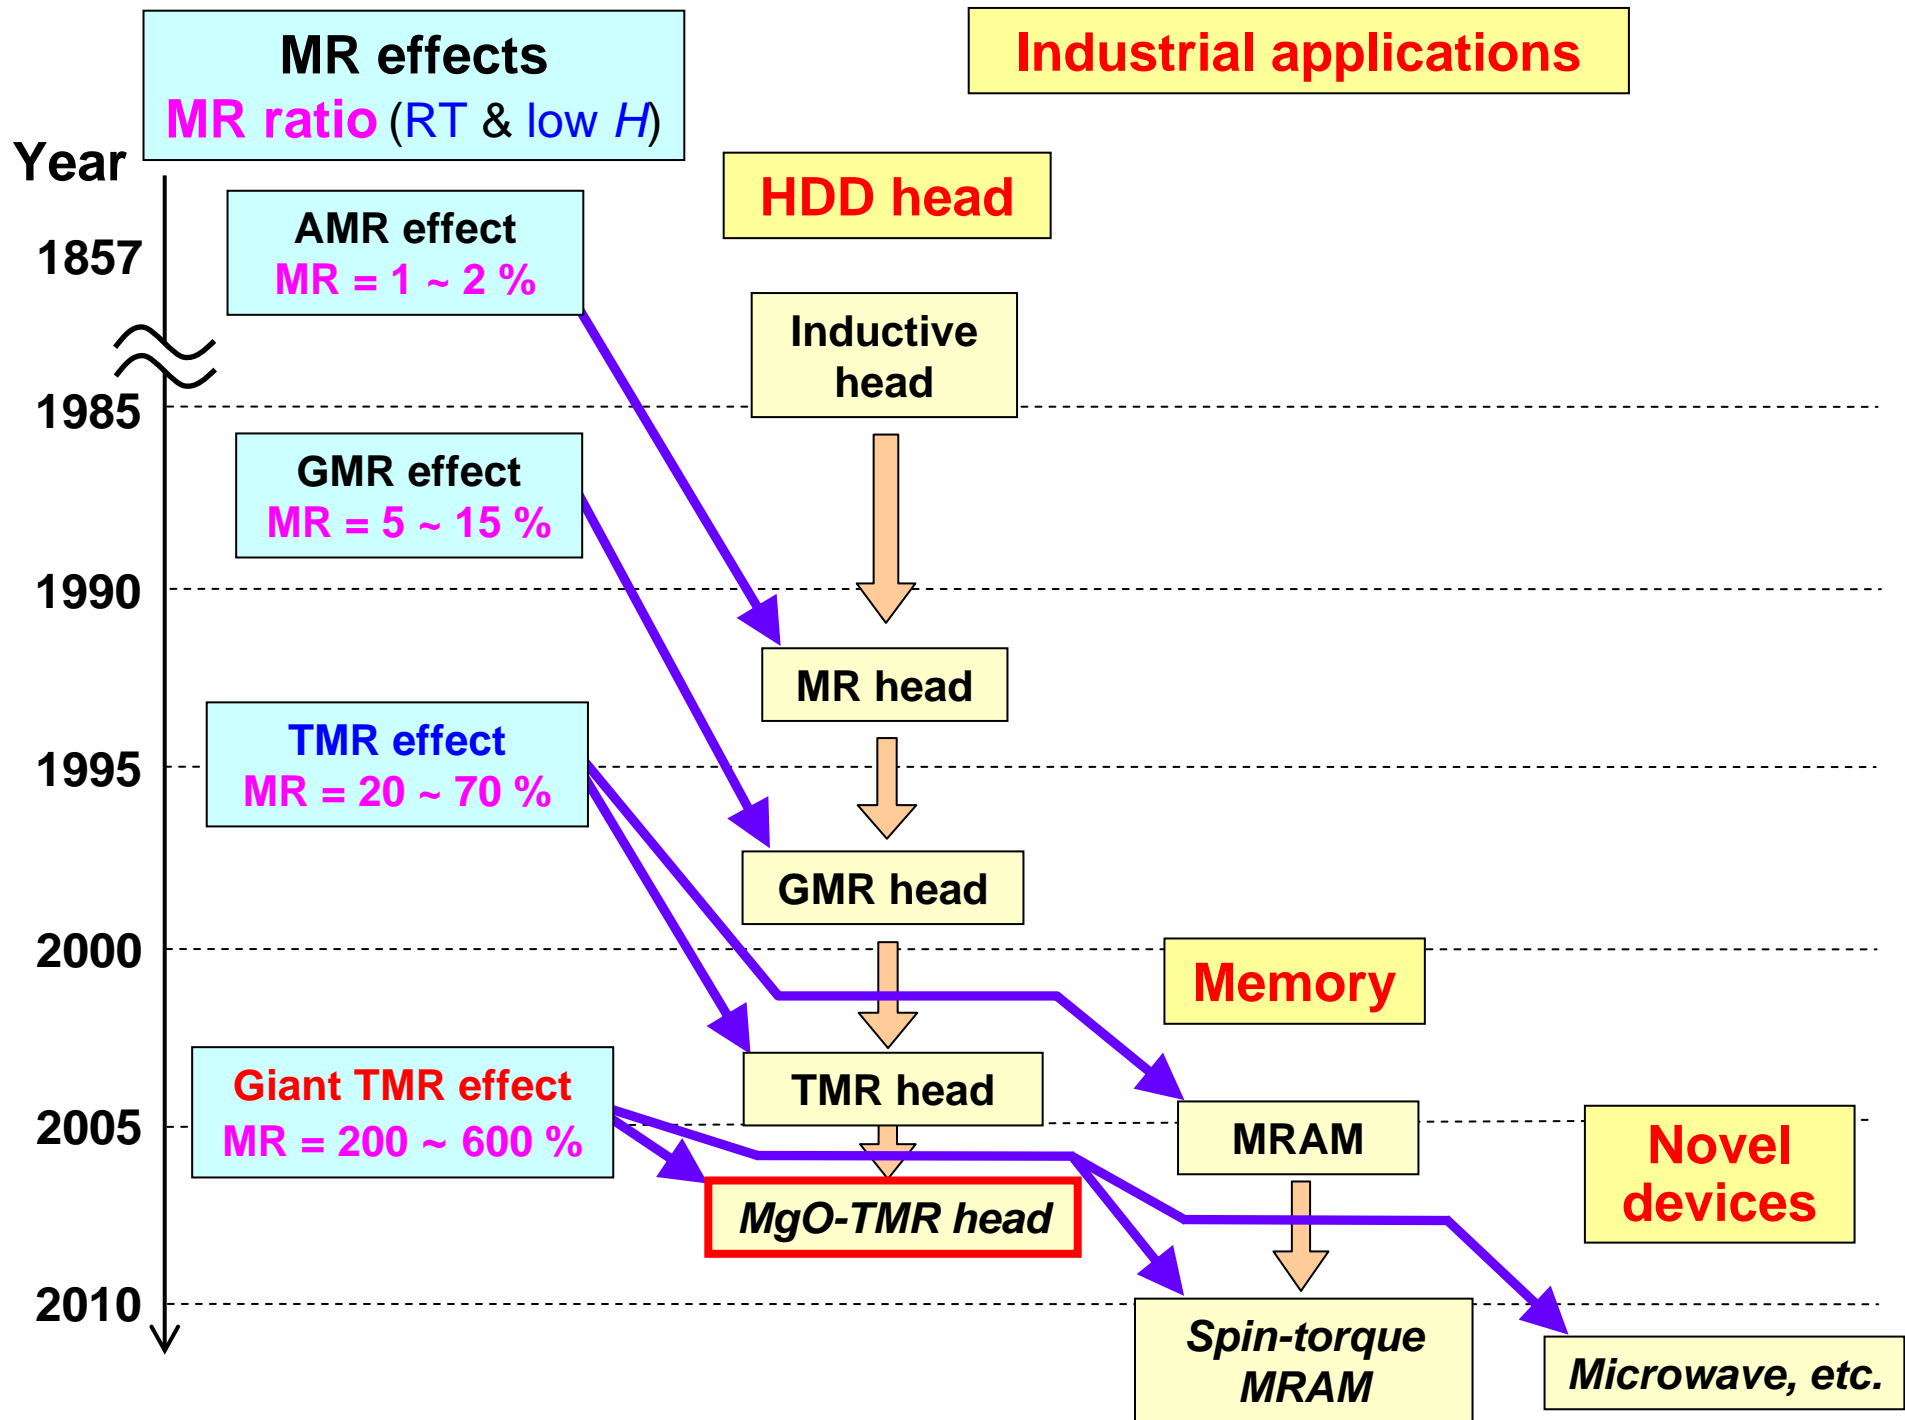 MR effects
MR ratio (RT & low H)
Industrial applications
Year
HDD head
AMR effect
MR = 1 ~ 2 %
1857
Inductive
head
1985
GMR effect
MR = 5 ~ 15 %
1990
MR head
TMR effect
MR = 20 ~ 70 %
1995
GMR head
2000
Memory
TMR head
Giant TMR effect
MR = 200 ~ 600 %
2005
MRAM
Novel
devices
MgO-TMR head
2010
Spin-torque
MRAM
Microwave, etc.